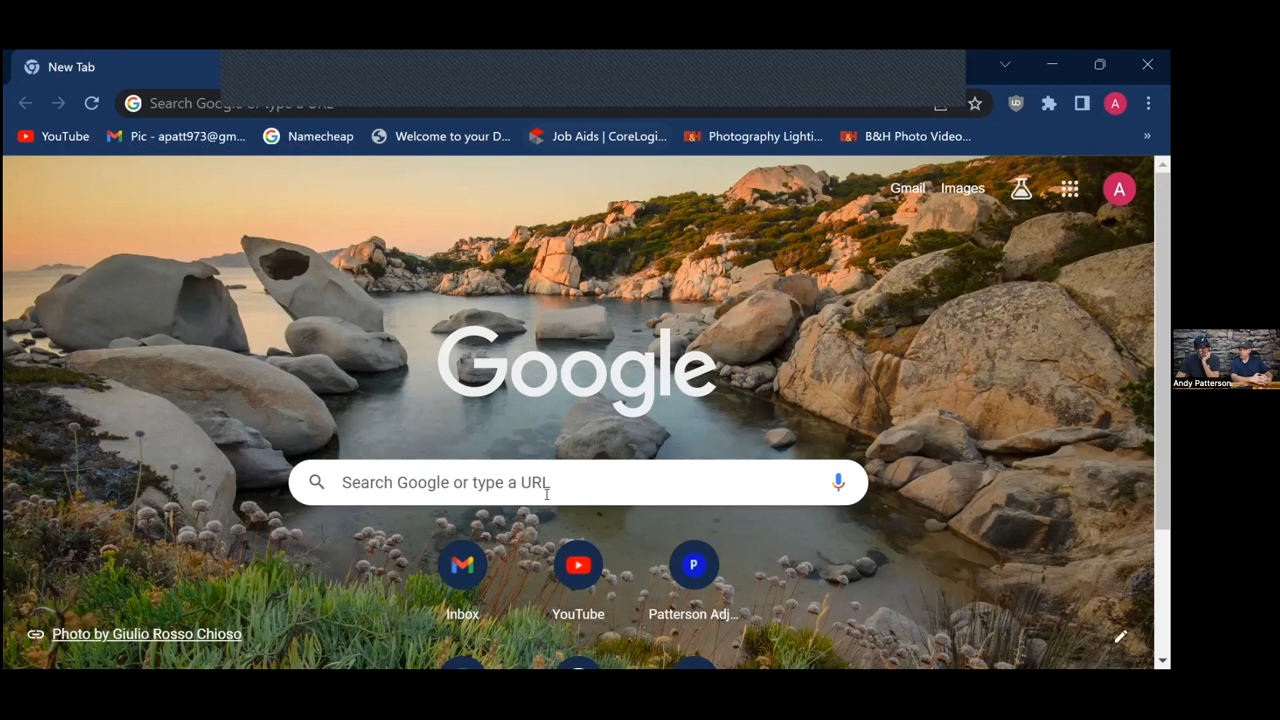 New Tab
Search Google or type a URL
YouTube
Pic - apatt973@gm...
Namecheap
Welcome to your D...
Job Aids | CoreLogi...
Photography Lighti...
B&H Photo Video...
»
Gmail
Images
A
A
Google
Search Google or type a URL
P
Inbox
YouTube
Patterson Adj...
Photo by Giulio Rosso Chioso
Andy Patterson